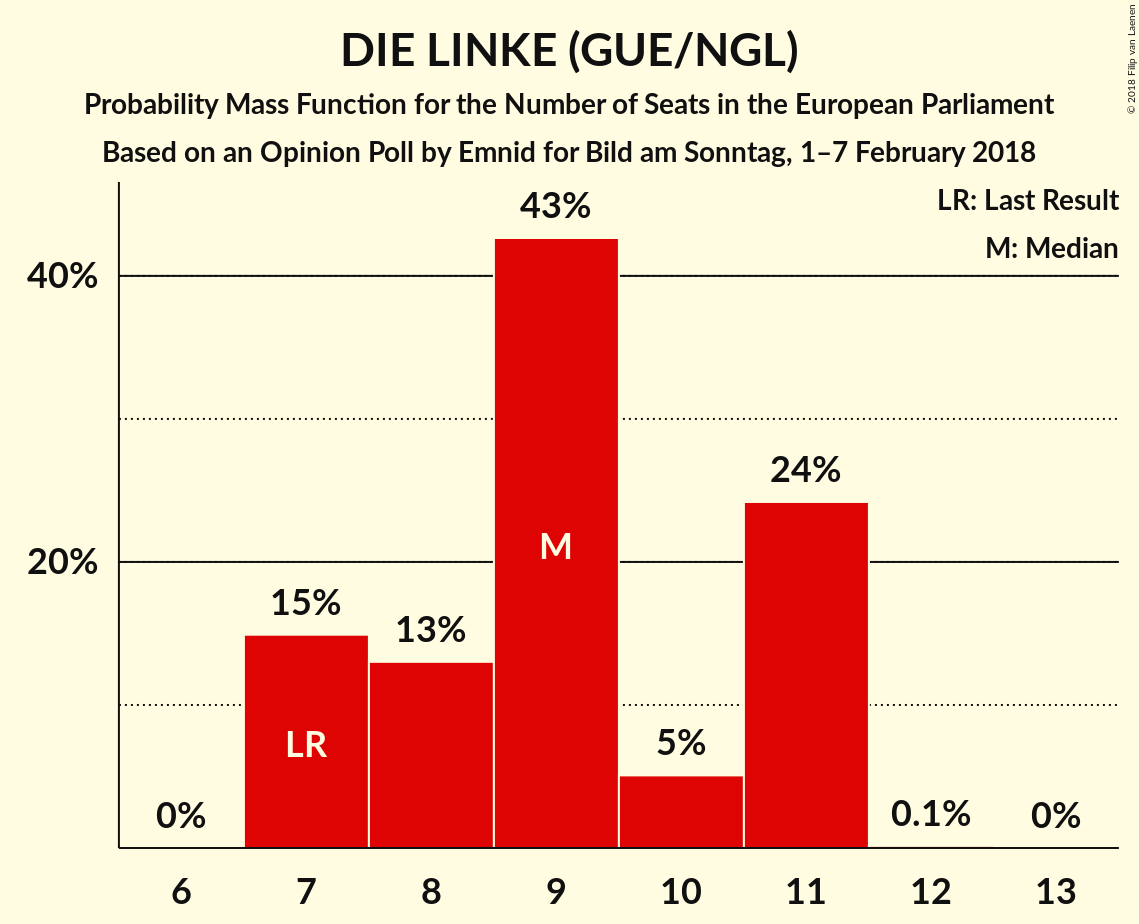 DIE LINKE (GUE/NGL)
Probability Mass Function for the Number of Seats in the European Parliament
Based on an Opinion Poll by Emnid for Bild am Sonntag, 1–7 February 2018
© 2018 Filip van Laenen
LR: Last Result
M: Median
43%
40%
24%
M
20%
15%
13%
LR
5%
0%
0.1%
0%
6 7 8 9 10 11 12 13